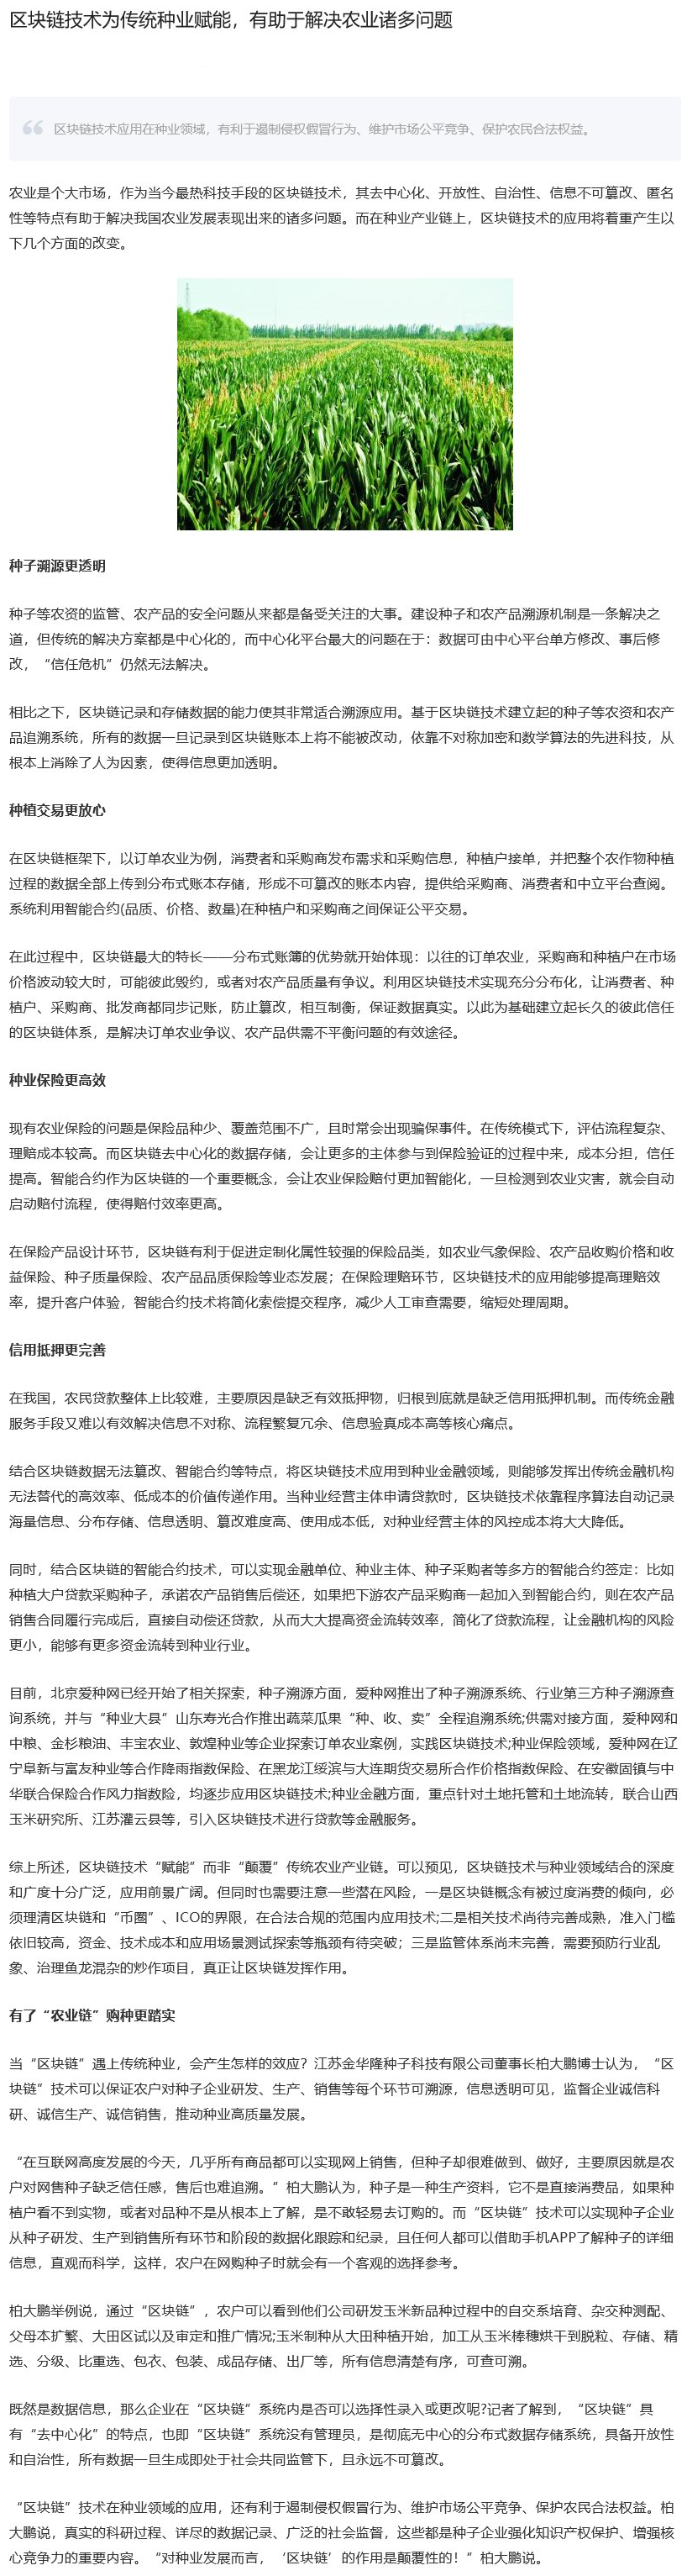 区块链技术为传统种业赋能，有助于解决农业诸多问题
区块链技术应用在种业领域，有利于遏制侵权假冒行为、维护市场公平竞争、保护农民合法权益。
农业是个大市场，作为当今最热科技手段的区块链技术，其去中心化、开放性、自治性、信息不可篡改、匿名
性等特点有助于解决我国农业发展表现出来的诸多问题。而在种业产业链上，区块链技术的应用将着重产生以
下几个方面的改变。
种子溯源更透明
种子等农资的监管、农产品的安全问题从来都是备受关注的大事。建设种子和农产品溯源机制是一条解决之
道，但传统的解决方案都是中心化的，而中心化平台最大的问题在于：数据可由中心平台单方修改、事后修
改，“信任危机”仍然无法解决。
相比之下，区块链记录和存储数据的能力使其非常适合溯源应用。基于区块链技术建立起的种子等农资和农产
品追溯系统，所有的数据一旦记录到区块链账本上将不能被改动，依靠不对称加密和数学算法的先进科技，从
根本上消除了人为因素，使得信息更加透明。
种植交易更放心
在区块链框架下，以订单农业为例，消费者和采购商发布需求和采购信息，种植户接单，并把整个农作物种植
过程的数据全部上传到分布式账本存储，形成不可篡改的账本内容，提供给采购商、消费者和中立平台查阅。
系统利用智能合约(品质、价格、数量)在种植户和采购商之间保证公平交易。
在此过程中，区块链最大的特长——分布式账簿的优势就开始体现：以往的订单农业，采购商和种植户在市场
价格波动较大时，可能彼此毁约，或者对农产品质量有争议。利用区块链技术实现充分分布化，让消费者、种
植户、采购商、批发商都同步记账，防止篡改，相互制衡，保证数据真实。以此为基础建立起长久的彼此信任
的区块链体系，是解决订单农业争议、农产品供需不平衡问题的有效途径。
种业保险更高效
现有农业保险的问题是保险品种少、覆盖范围不广，且时常会出现骗保事件。在传统模式下，评估流程复杂、
理赔成本较高。而区块链去中心化的数据存储，会让更多的主体参与到保险验证的过程中来，成本分担，信任
提高。智能合约作为区块链的一个重要概念，会让农业保险赔付更加智能化，一旦检测到农业灾害，就会自动
启动赔付流程，使得赔付效率更高。
在保险产品设计环节，区块链有利于促进定制化属性较强的保险品类，如农业气象保险、农产品收购价格和收
益保险、种子质量保险、农产品品质保险等业态发展；在保险理赔环节，区块链技术的应用能够提高理赔效
率，提升客户体验，智能合约技术将简化索偿提交程序，减少人工审查需要，缩短处理周期。
信用抵押更完善
在我国，农民贷款整体上比较难，主要原因是缺乏有效抵押物，归根到底就是缺乏信用抵押机制。而传统金融
服务手段又难以有效解决信息不对称、流程繁复冗余、信息验真成本高等核心痛点。
结合区块链数据无法篡改、智能合约等特点，将区块链技术应用到种业金融领域，则能够发挥出传统金融机构
无法替代的高效率、低成本的价值传递作用。当种业经营主体申请贷款时，区块链技术依靠程序算法自动记录
海量信息、分布存储、信息透明、篡改难度高、使用成本低，对种业经营主体的风控成本将大大降低。
同时，结合区块链的智能合约技术，可以实现金融单位、种业主体、种子采购者等多方的智能合约签定：比如
种植大户贷款采购种子，承诺农产品销售后偿还，如果把下游农产品采购商一起加入到智能合约，则在农产品
销售合同履行完成后，直接自动偿还贷款，从而大大提高资金流转效率，简化了贷款流程，让金融机构的风险
更小，能够有更多资金流转到种业行业。
目前，北京爱种网已经开始了相关探索，种子溯源方面，爱种网推出了种子溯源系统、行业第三方种子溯源查
询系统，并与“种业大县”山东寿光合作推出蔬菜瓜果“种、收、卖”全程追溯系统;供需对接方面，爱种网和
中粮、金杉粮油、丰宝农业、敦煌种业等企业探索订单农业案例，实践区块链技术;种业保险领域，爱种网在辽
宁阜新与富友种业等合作降雨指数保险、在黑龙江绥滨与大连期货交易所合作价格指数保险、在安徽固镇与中
华联合保险合作风力指数险，均逐步应用区块链技术;种业金融方面，重点针对土地托管和土地流转，联合山西
玉米研究所、江苏灌云县等，引入区块链技术进行贷款等金融服务。
综上所述，区块链技术“赋能”而非“颠覆”传统农业产业链。可以预见，区块链技术与种业领域结合的深度
和广度十分广泛，应用前景广阔。但同时也需要注意一些潜在风险，一是区块链概念有被过度消费的倾向，必
须理清区块链和“币圈”、ICO的界限，在合法合规的范围内应用技术;二是相关技术尚待完善成熟，准入门槛
依旧较高，资金、技术成本和应用场景测试探索等瓶颈有待突破；三是监管体系尚未完善，需要预防行业乱
象、治理鱼龙混杂的炒作项目，真正让区块链发挥作用。
有了“农业链”购种更踏实
当“区块链”遇上传统种业，会产生怎样的效应？江苏金华隆种子科技有限公司董事长柏大鹏博士认为，“区
块链”技术可以保证农户对种子企业研发、生产、销售等每个环节可溯源，信息透明可见，监督企业诚信科
研、诚信生产、诚信销售，推动种业高质量发展。
“在互联网高度发展的今天，几乎所有商品都可以实现网上销售，但种子却很难做到、做好，主要原因就是农
户对网售种子缺乏信任感，售后也难追溯。”柏大鹏认为，种子是一种生产资料，它不是直接消费品，如果种
植户看不到实物，或者对品种不是从根本上了解，是不敢轻易去订购的。而“区块链”技术可以实现种子企业
从种子研发、生产到销售所有环节和阶段的数据化跟踪和纪录，且任何人都可以借助手机APP了解种子的详细
信息，直观而科学，这样，农户在网购种子时就会有一个客观的选择参考。
柏大鹏举例说，通过“区块链”，农户可以看到他们公司研发玉米新品种过程中的自交系培育、杂交种测配、
父母本扩繁、大田区试以及审定和推广情况;玉米制种从大田种植开始，加工从玉米棒穗烘干到脱粒、存储、精
选、分级、比重选、包衣、包装、成品存储、出厂等，所有信息清楚有序，可查可溯。
既然是数据信息，那么企业在“区块链”系统内是否可以选择性录入或更改呢?记者了解到，“区块链”具
有“去中心化”的特点，也即“区块链”系统没有管理员，是彻底无中心的分布式数据存储系统，具备开放性
和自治性，所有数据一旦生成即处于社会共同监管下，且永远不可篡改。
“区块链”技术在种业领域的应用，还有利于遏制侵权假冒行为、维护市场公平竞争、保护农民合法权益。柏
大鹏说，真实的科研过程、详尽的数据记录、广泛的社会监督，这些都是种子企业强化知识产权保护、增强核
心竞争力的重要内容。“对种业发展而言，‘区块链’的作用是颠覆性的！”柏大鹏说。